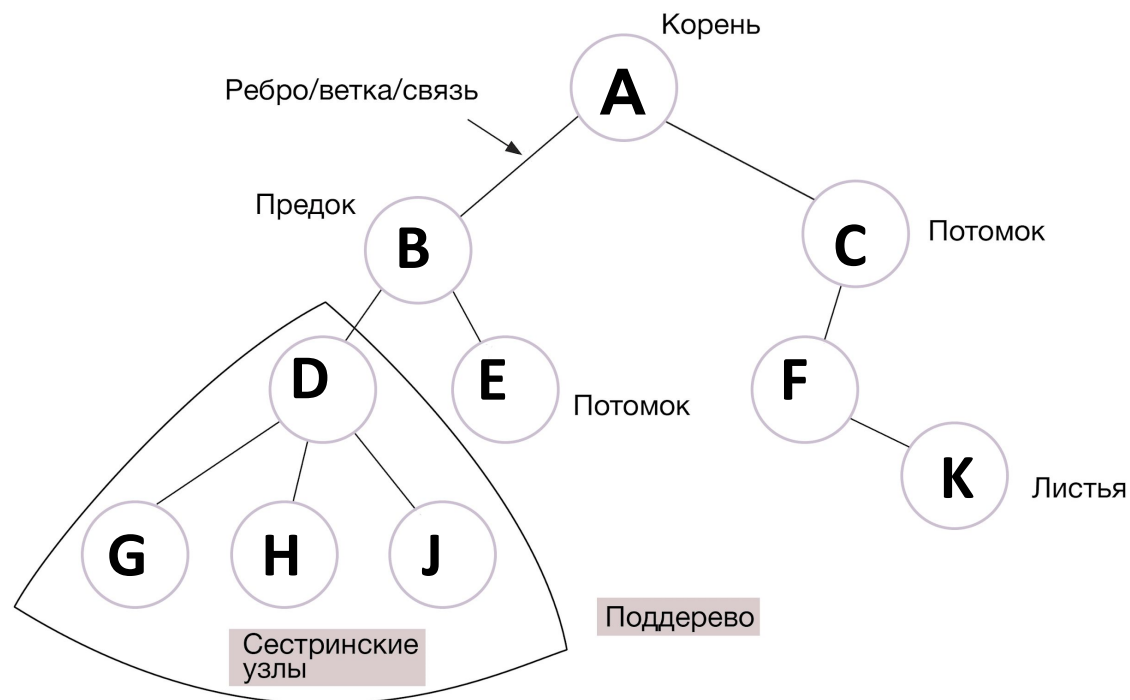 Корень
A
Ребро/ветка/связь
Предок
B
C
Потомок
D
E
Потомок
F
K
Листья
G
H
J
Поддерево
Сестринские
узлы